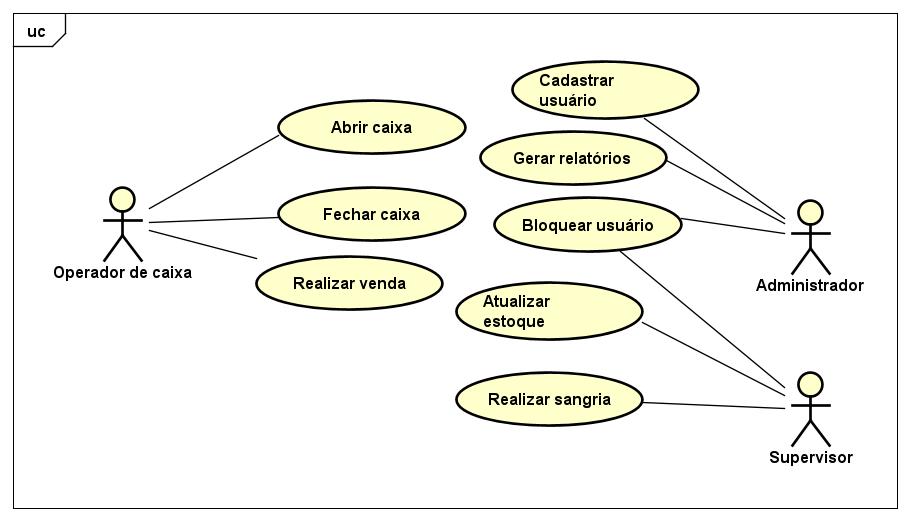 uc
Cadastrar
usuário
Abrir caixa
Gerar relatórios
Fechar caixa
Bloquear usuário
Operador de caixa
Realizar venda
Administrador
Atualizar
estoque
Realizar sangria
Supervisor